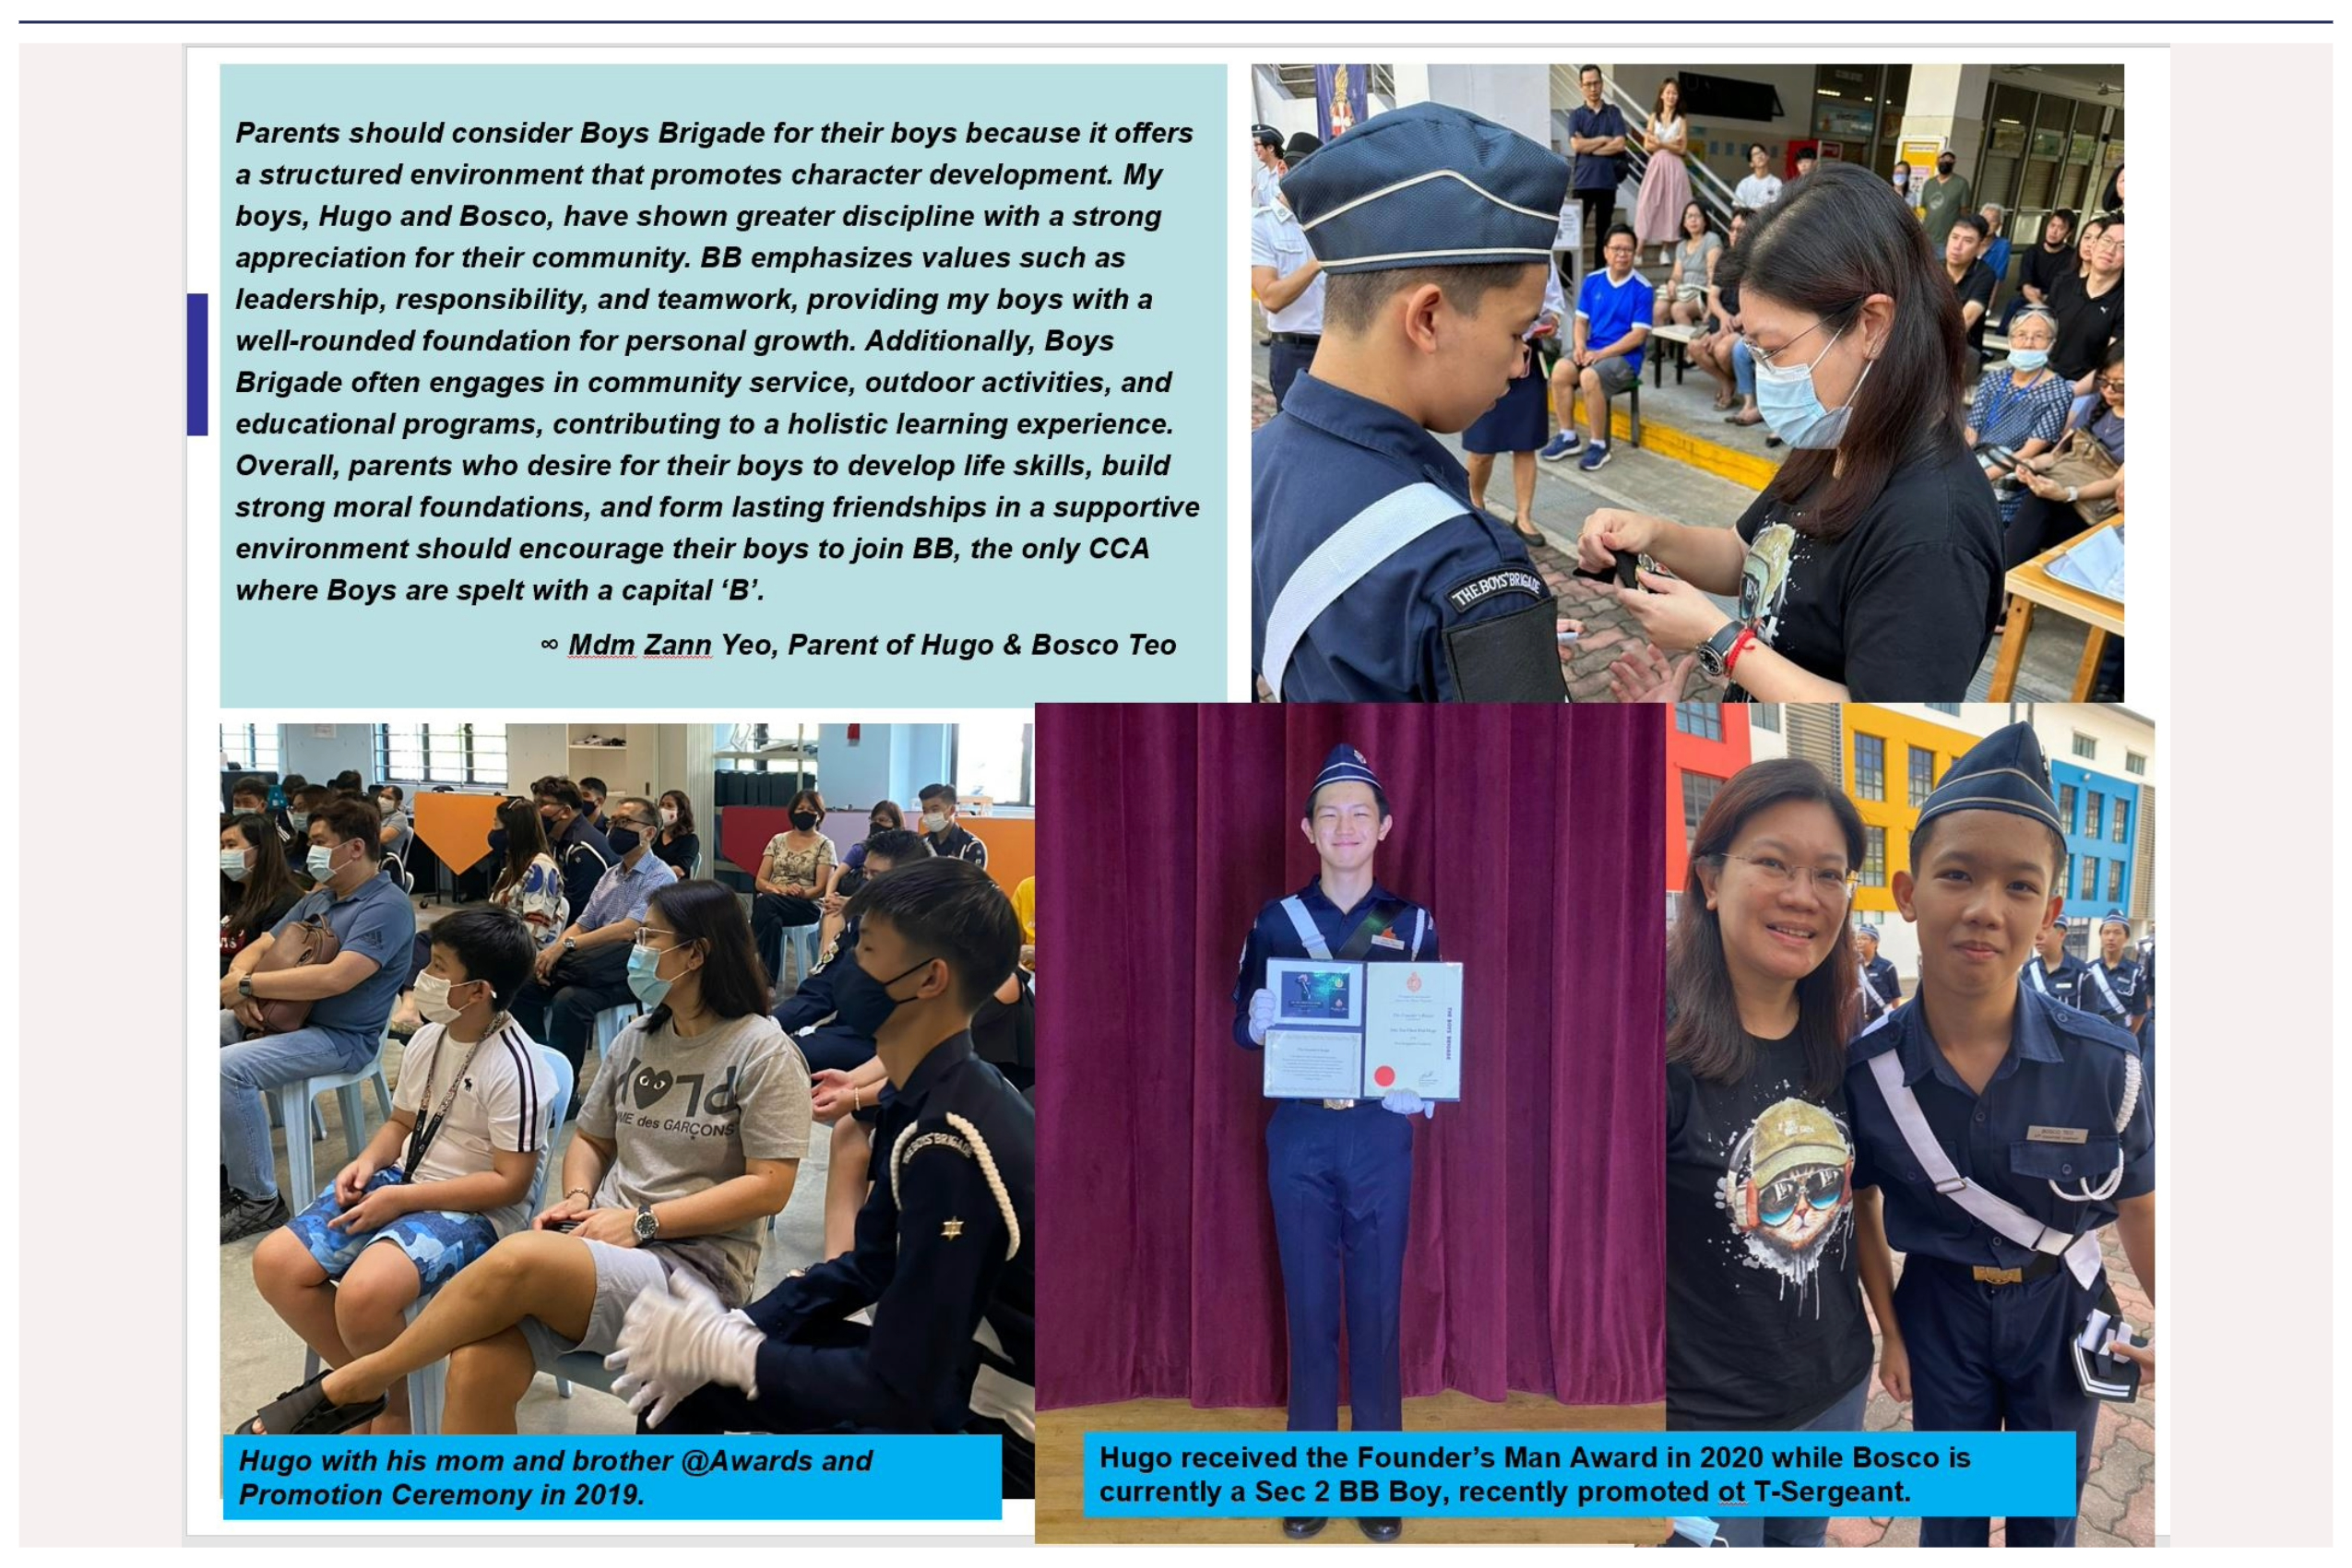 Parents should consider Boys Brigade for their boys because it offers
a structured environment that promotes character development. My
boys, Hugo and Bosco, have shown greater discipline with a strong
appreciation for their community. BB emphasizes values such as
leadership, responsibility, and teamwork, providing my boys with a
well-rounded foundation for personal growth. Additionally, Boys
Brigade often engages in community service, outdoor activities, and
educational programs, contributing to a holistic learning experience.
Overall, parents who desire for their boys to develop life skills, build
strong moral foundations, and form lasting friendships in a supportive
environment should encourage their boys to join BB, the only CCA
where Boys are spelt with a capital ‘B’.
∞ Mdm Zann Yeo, Parent of Hugo & Bosco Teo
THE BOYS' BRIGADE
des GARÇONS
THE BOYS' BRIGADE
BOSCO TEO
Hugo with his mom and brother @Awards and
Promotion Ceremony in 2019.
Hugo received the Founder’s Man Award in 2020 while Bosco is
currently a Sec 2 BB Boy, recently promoted ot T-Sergeant.